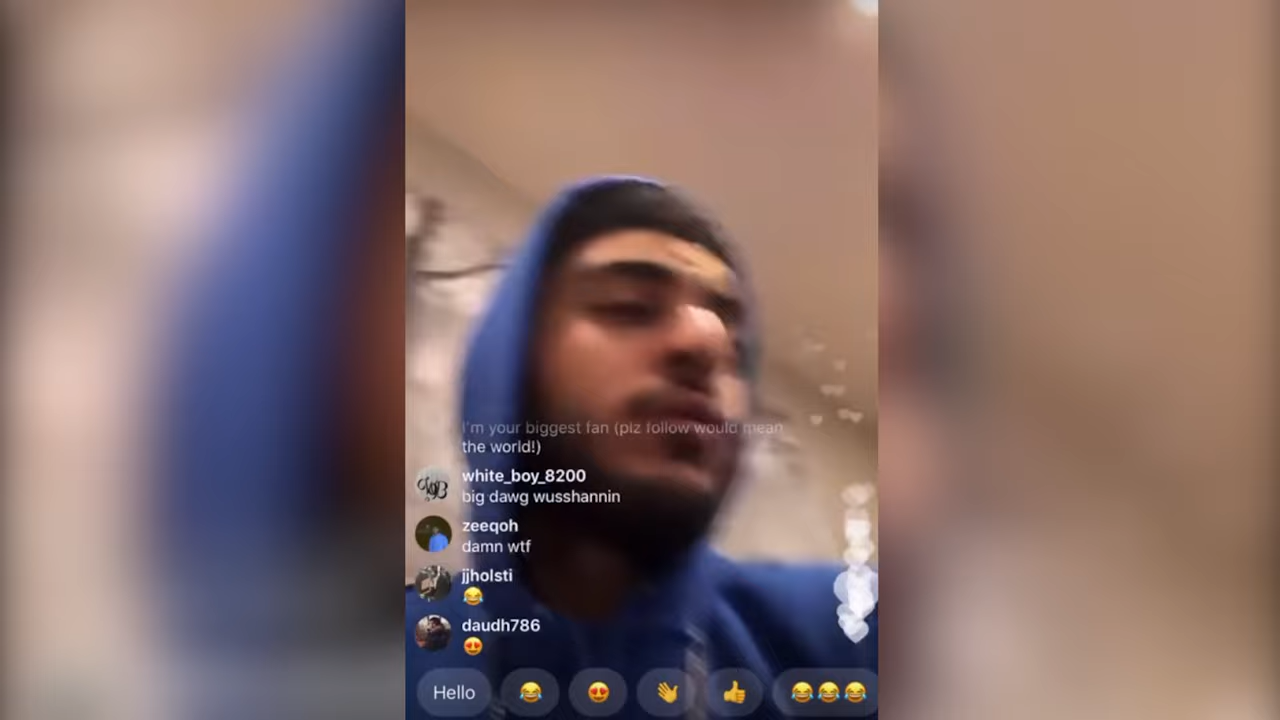 I'm your biggest fan (plz follow would mean
the world!)
white_boy_8200
big dawg wusshannin
zeeqoh
damn wtf
jjholsti
😂
daudh786
😍
Hello 😂 😍 👋 👍 😂😂😂